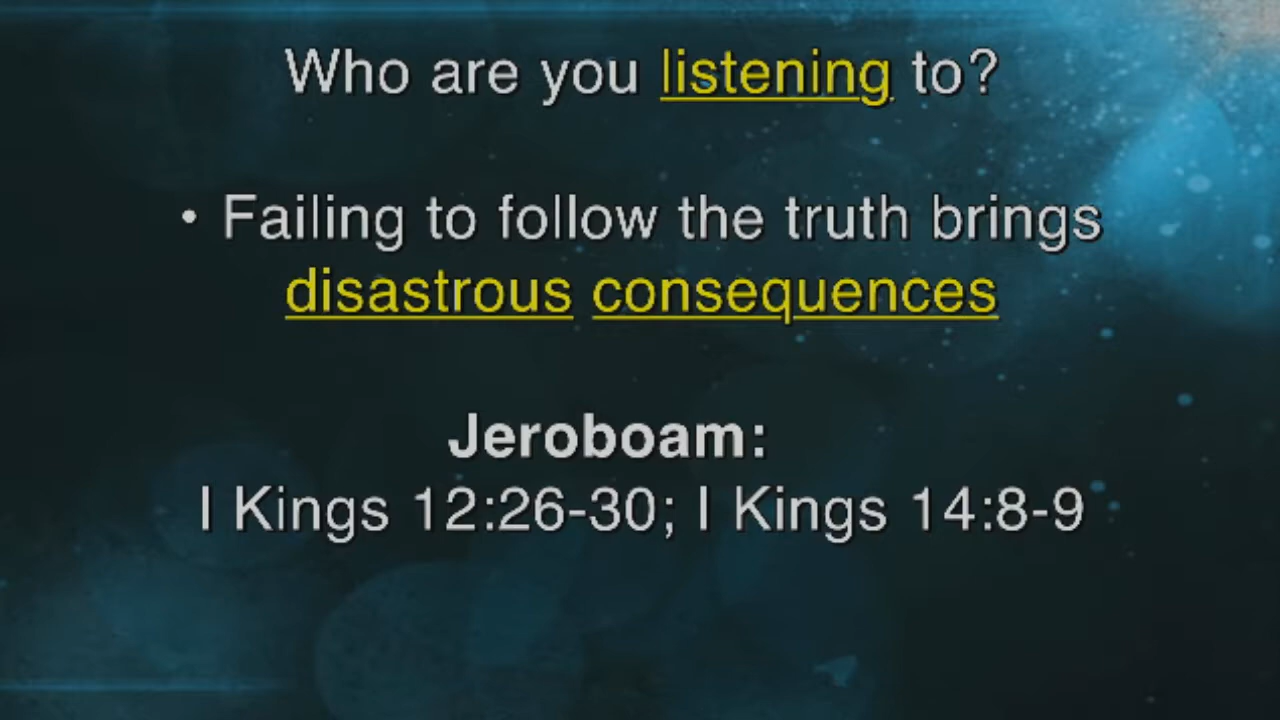 Who are you listening to?
• Failing to follow the truth brings
disastrous consequences
Jeroboam:
I Kings 12:26-30; I Kings 14:8-9